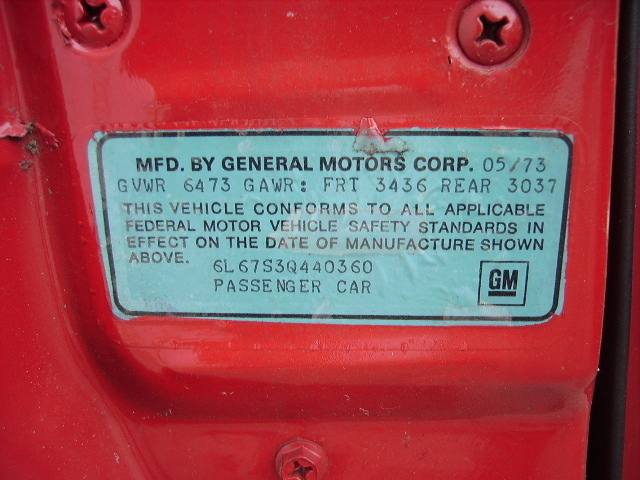 MFD. BY GENERAL MOTORS CORP. 05/73
GVWR 6473 GAWR: FRT 3436 REAR 3037
THIS VEHICLE CONFORMS TO ALL APPLICABLE
FEDERAL MOTOR VEHICLE SAFETY STANDARDS IN
EFFECT ON THE DATE OF MANUFACTURE SHOWN
ABOVE.
6L67S3Q440360
PASSENGER CAR
GM